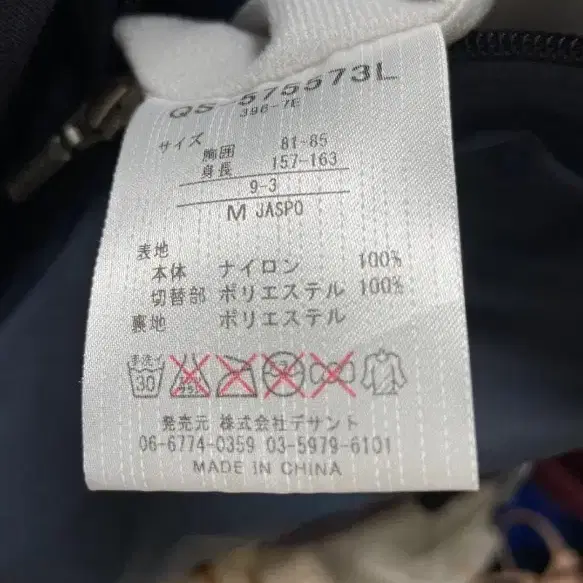 QS-575573L
396-7E
サイズ
胸囲 81-85
身長 157-163
9-3
M JASPO
表地
本体 ナイロン 100%
切替部 ポリエステル 100%
裏地 ポリエステル
手洗イ
30
発売元 株式会社デサント
06-6774-0359 03-5979-6101
MADE IN CHINA